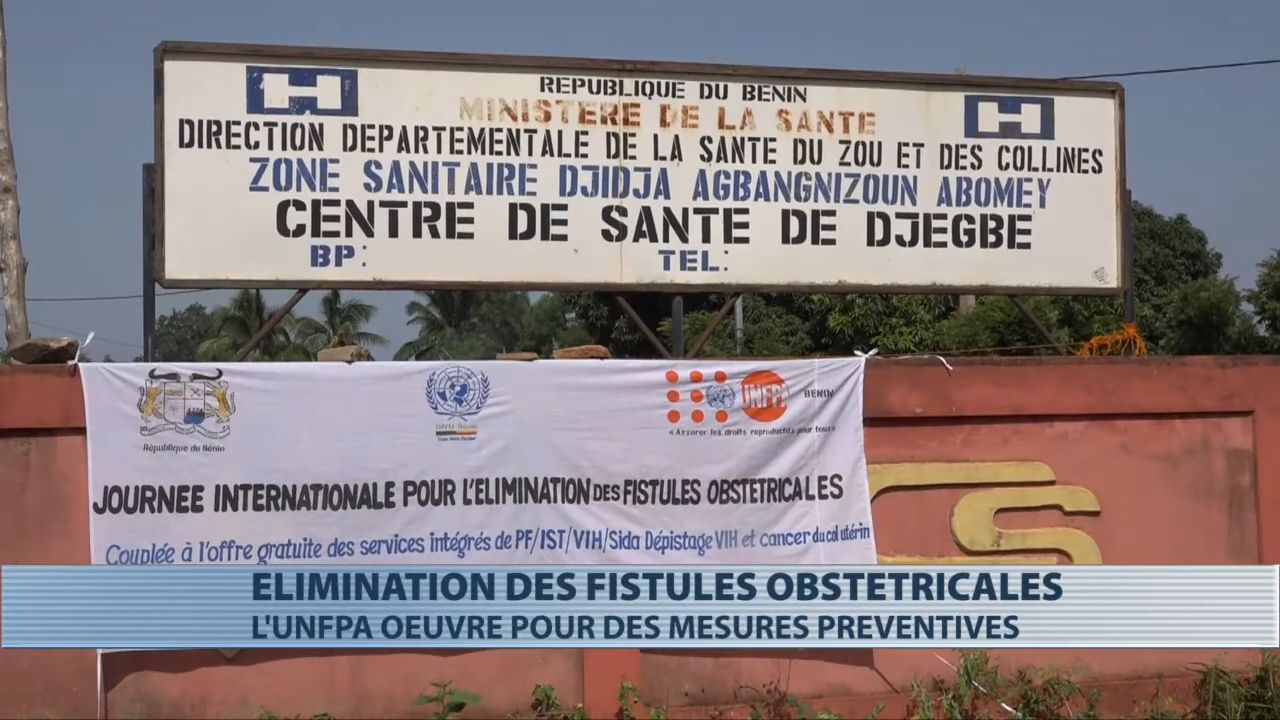 H
REPUBLIQUE DU BENIN
H
MINISTERE DE LA SANTE
DIRECTION DEPARTEMENTALE DE LA SANTE DU ZOU ET DES COLLINES
ZONE SANITAIRE DJIDJA AGBANGNIZOUN ABOMEY
CENTRE DE SANTE DE DJEGBE
BP: TEL:
République du Bénin
UNFPA
BENIN
« Assurer les droits reproductifs pour tous »
JOURNEE INTERNATIONALE POUR L'ELIMINATION DES FISTULES OBSTETRICALES
Couplée à l'offre gratuite des services intégrés de PF/IST/VIH/Sida Dépistage VIH et cancer du col utérin
CS
ELIMINATION DES FISTULES OBSTETRICALES
L'UNFPA OEUVRE POUR DES MESURES PREVENTIVES